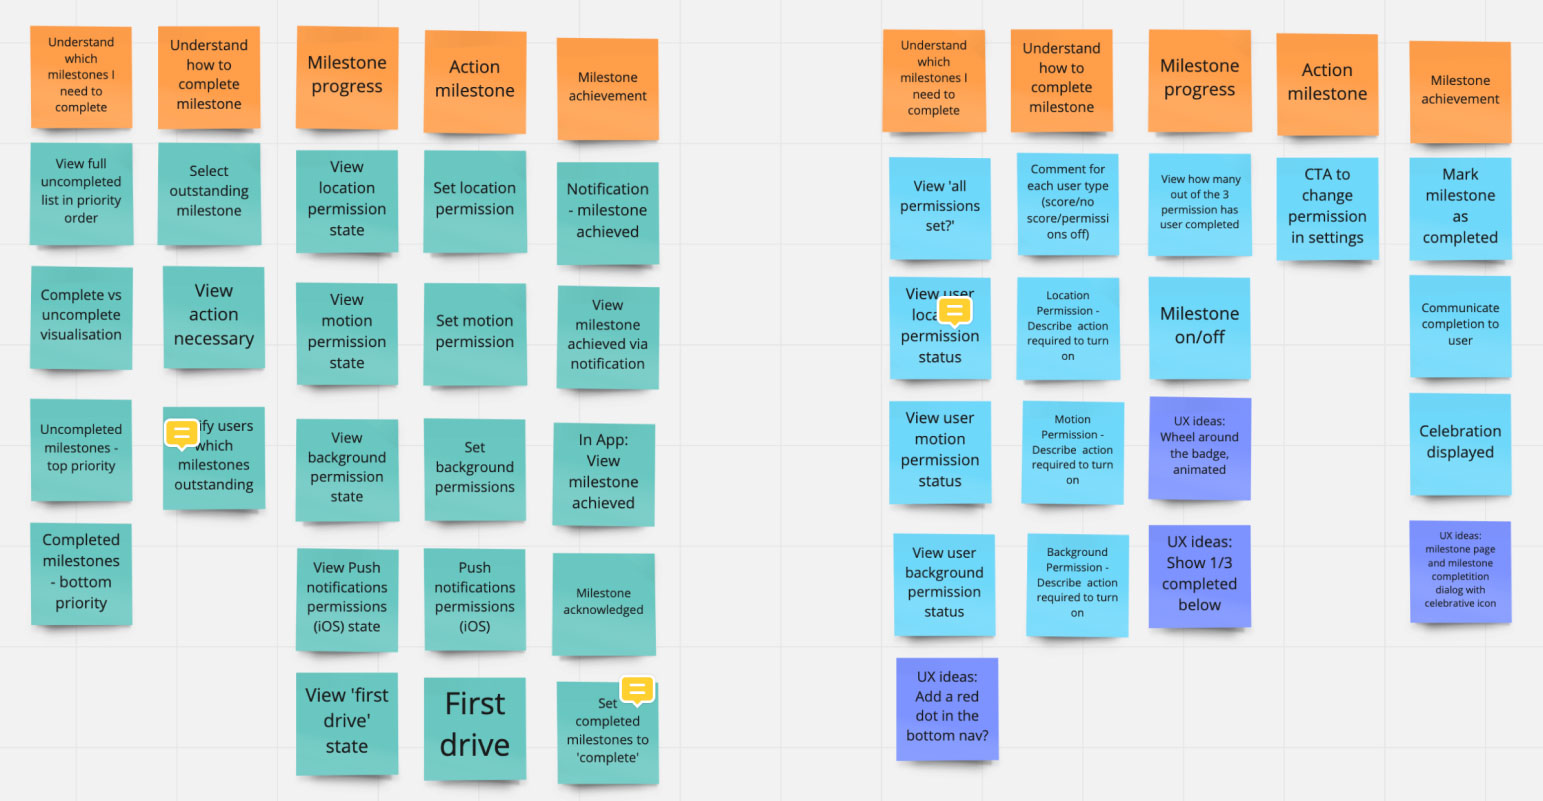 Understand
which
milestones I
need to
complete
Understand
how to
complete
milestone
Milestone
progress
Action
milestone
Milestone
achievement
View full
uncompleted
list in priority
order
Select
outstanding
milestone
View
location
permission
state
Set location
permission
Notification
- milestone
achieved
Complete vs
uncomplete
visualisation
View
action
necessary
View
motion
permission
state
Set motion
permission
View
milestone
achieved via
notification
Uncompleted
milestones -
top priority
ify users
which
milestones
outstanding
View
background
permission
state
Set
background
permissions
In App:
View
milestone
achieved
Completed
milestones
- bottom
priority
View Push
notifications
permissions
(iOS) state
Push
notifications
permissions
(iOS)
Milestone
acknowledged
View 'first
drive'
state
First
drive
Set
completed
milestones to
'complete'
Understand
which
milestones I
need to
complete
Understand
how to
complete
milestone
Milestone
progress
Action
milestone
Milestone
achievement
View 'all
permissions
set?'
Comment for
each user type
(score/no
score/permissi
ons off)
View how many
out of the 3
permission has
user completed
CTA to
change
permission
in settings
Mark
milestone
as
completed
View user
loca
permission
status
Location
Permission -
Describe action
required to turn
on
Milestone
on/off
Communicate
completion to
user
View user
motion
permission
status
Motion
Permission -
Describe action
required to turn
on
UX ideas:
Wheel around
the badge,
animated
Celebration
displayed
View user
background
permission
status
Background
Permission -
Describe action
required to turn
on
UX ideas:
Show 1/3
completed
below
UX ideas:
milestone page
and milestone
completition
dialog with
celebrative icon
UX ideas:
Add a red
dot in the
bottom nav?